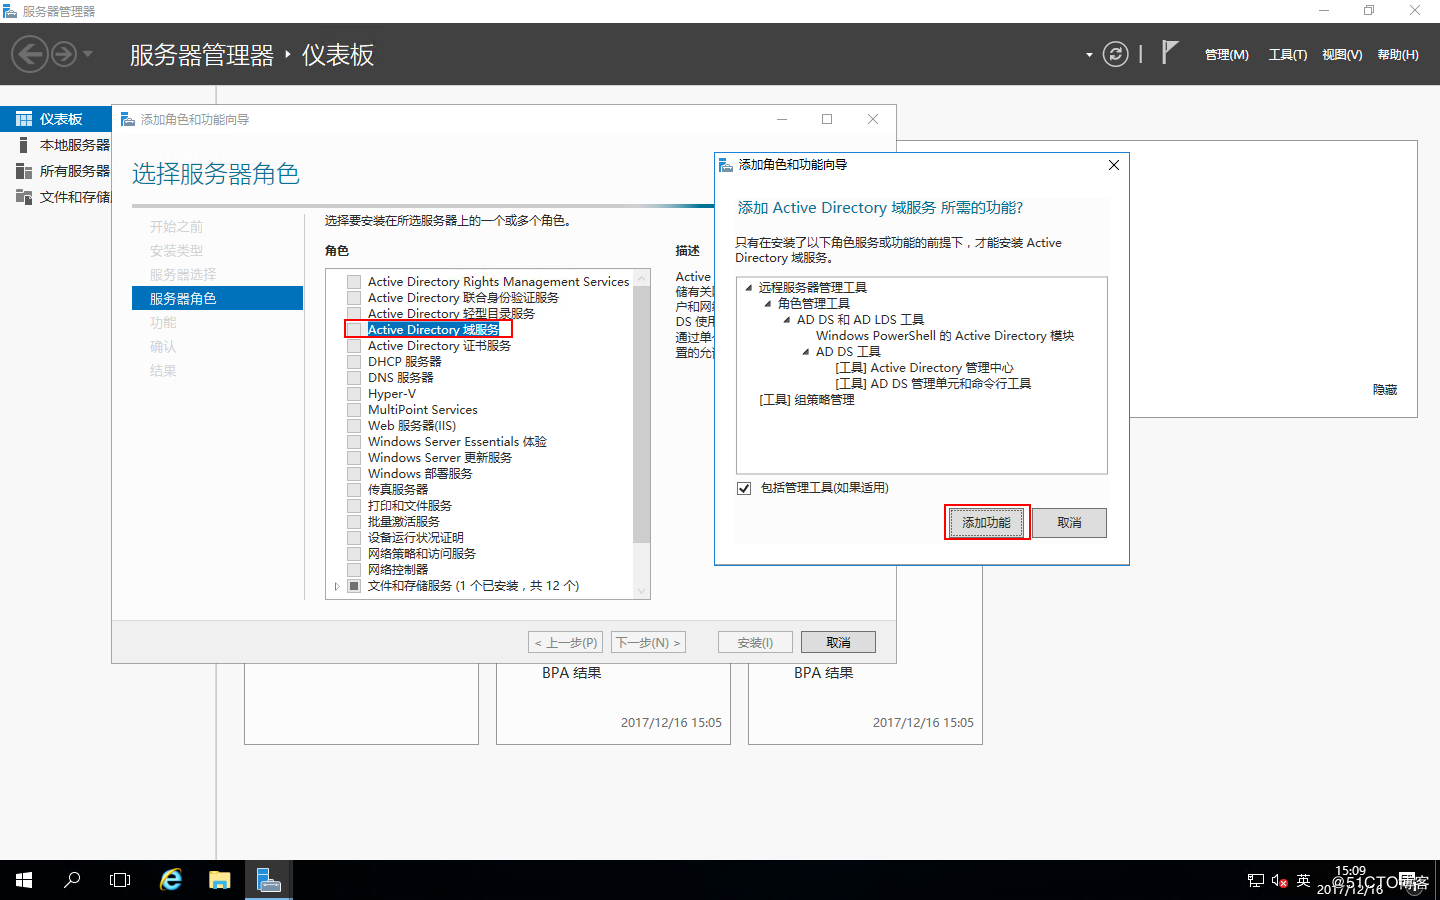 服务器管理器
服务器管理器 ‣ 仪表板
管理(M) 工具(T) 视图(V) 帮助(H)
仪表板
本地服务器
所有服务器
文件和存储
添加角色和功能向导
选择服务器角色
开始之前
安装类型
服务器选择
服务器角色
功能
确认
结果
选择要安装在所选服务器上的一个或多个角色。
角色
Active Directory Rights Management Services
Active Directory 联合身份验证服务
Active Directory 轻型目录服务
Active Directory 域服务
Active Directory 证书服务
DHCP 服务器
DNS 服务器
Hyper-V
MultiPoint Services
Web 服务器(IIS)
Windows Server Essentials 体验
Windows Server 更新服务
Windows 部署服务
传真服务器
打印和文件服务
批量激活服务
设备运行状况证明
网络策略和访问服务
网络控制器
文件和存储服务 (1 个已安装，共 12 个)
描述
Active
储有关
户和网
DS 使用
通过单
置的允
< 上一步(P)
下一步(N) >
安装(I)
取消
添加角色和功能向导
添加 Active Directory 域服务 所需的功能?
只有在安装了以下角色服务或功能的前提下，才能安装 Active
Directory 域服务。
远程服务器管理工具
角色管理工具
AD DS 和 AD LDS 工具
Windows PowerShell 的 Active Directory 模块
AD DS 工具
[工具] Active Directory 管理中心
[工具] AD DS 管理单元和命令行工具
[工具] 组策略管理
包括管理工具(如果适用)
添加功能
取消
隐藏
BPA 结果
2017/12/16 15:05
BPA 结果
2017/12/16 15:05
英
15:09
2017/12/16
@51CTO博客